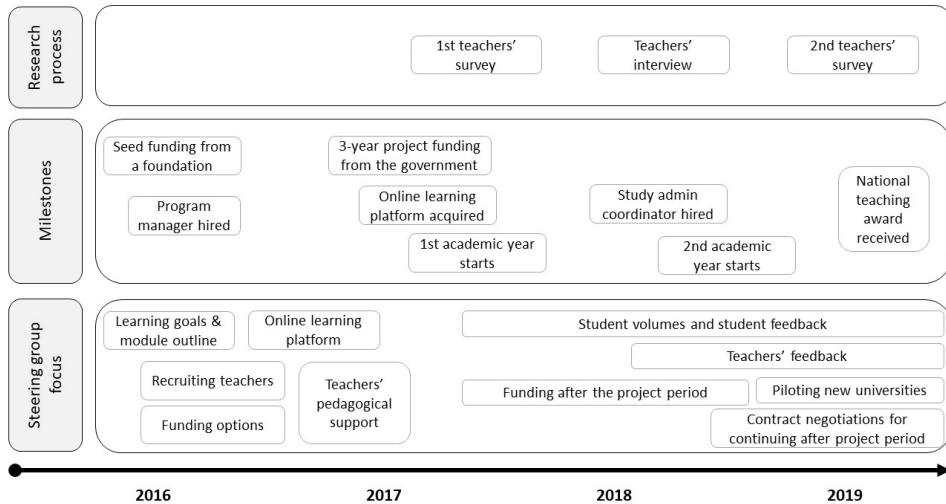 Research
process
1st teachers'
survey
Teachers'
interview
2nd teachers'
survey
Milestones
Seed funding from
a foundation
3-year project funding
from the government
Program
manager hired
Online learning
platform acquired
Study admin
coordinator hired
National
teaching
award
received
1st academic year
starts
2nd academic
year starts
Steering group
focus
Learning goals &
module outline
Online learning
platform
Student volumes and student feedback
Teachers' feedback
Recruiting teachers
Teachers'
pedagogical
support
Funding after the project period
Piloting new universities
Funding options
Contract negotiations for
continuing after project period
2016
2017
2018
2019